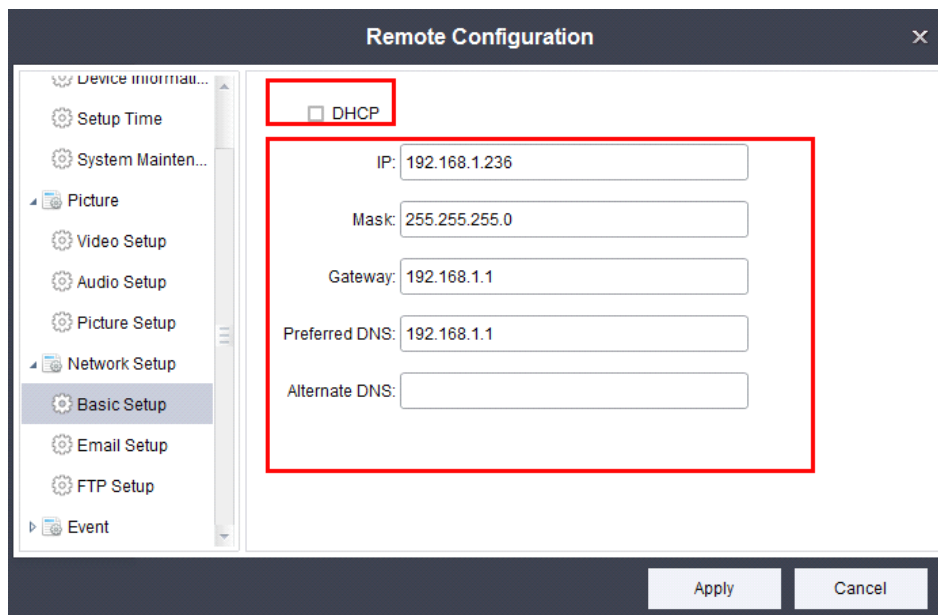 Remote Configuration
Device Informati...
Setup Time
System Mainten...
Picture
Video Setup
Audio Setup
Picture Setup
Network Setup
Basic Setup
Email Setup
FTP Setup
Event
DHCP
IP: 192.168.1.236
Mask: 255.255.255.0
Gateway: 192.168.1.1
Preferred DNS: 192.168.1.1
Alternate DNS:
Apply
Cancel